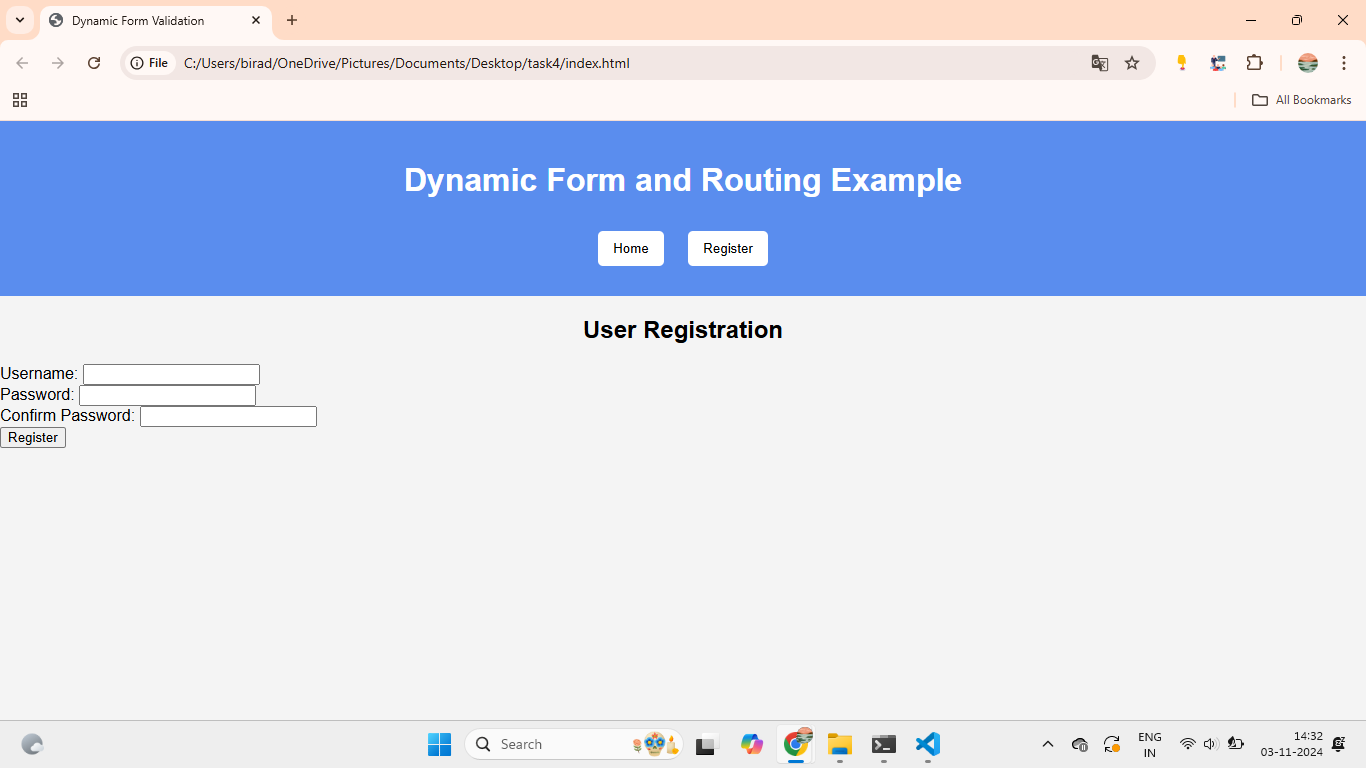 Dynamic Form Validation
File C:/Users/birad/OneDrive/Pictures/Documents/Desktop/task4/index.html
All Bookmarks
Dynamic Form and Routing Example
Home Register
User Registration
Username:
Password:
Confirm Password:
Register
Search
ENG
IN
14:32
03-11-2024